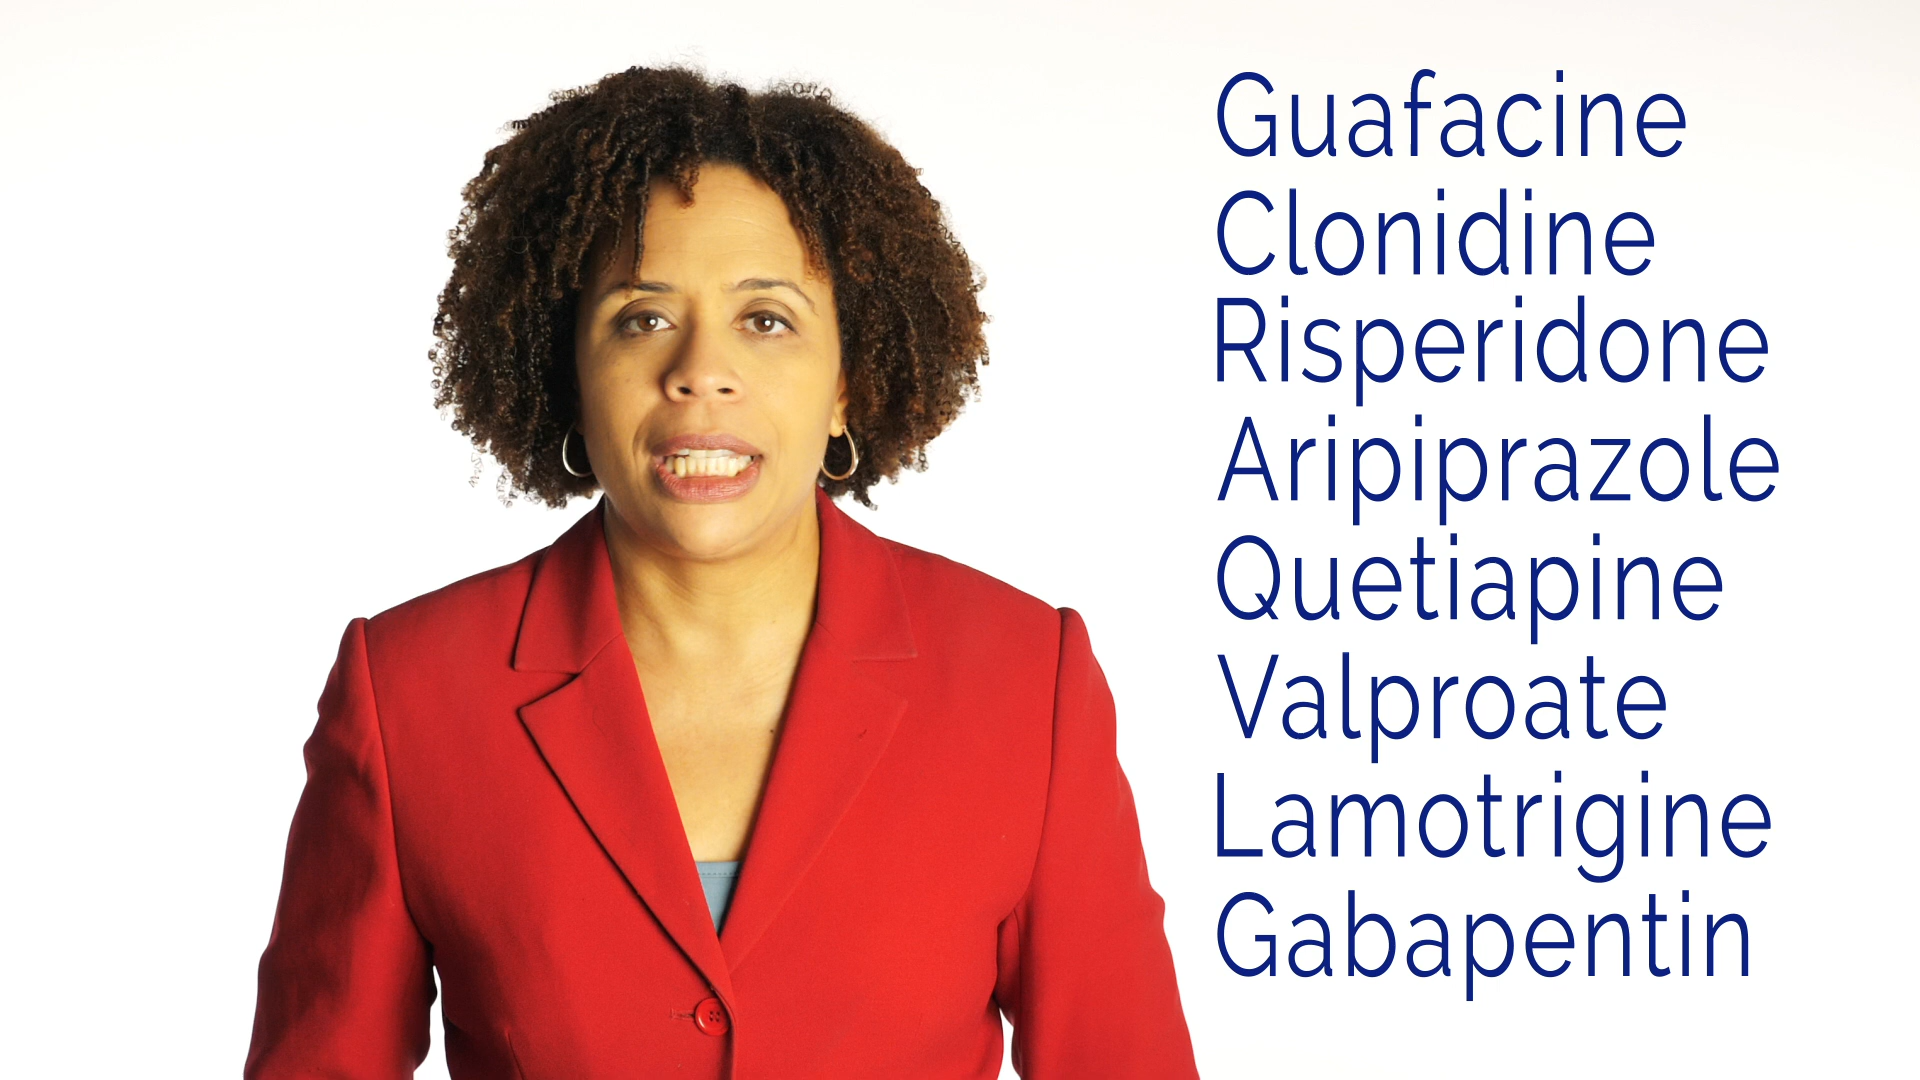 Guafacine
Clonidine
Risperidone
Aripiprazole
Quetiapine
Valproate
Lamotrigine
Gabapentin